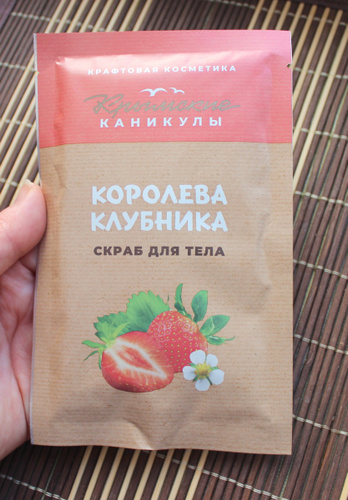 КРАФТОВАЯ КОСМЕТИКА
Крымские
КАНИКУЛЫ
КОРОЛЕВА
КЛУБНИКА
СКРАБ ДЛЯ ТЕЛА